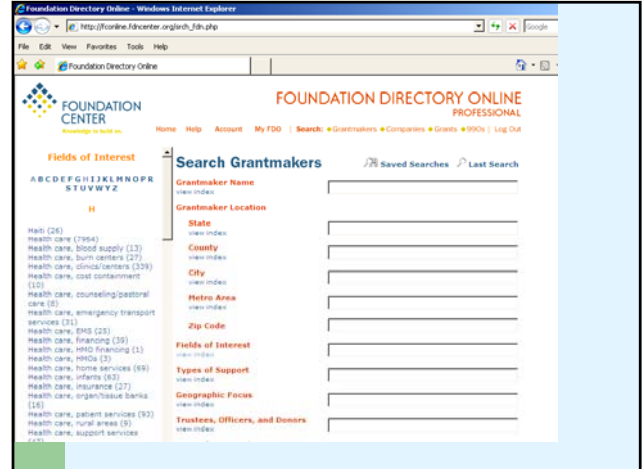 Foundation Directory Online - Windows Internet Explorer
http://fconline.fdncenter.org/srch_fdn.php
Google
File Edit View Favorites Tools Help
Foundation Directory Online
FOUNDATION CENTER
Knowledge to build on.
FOUNDATION DIRECTORY ONLINE
PROFESSIONAL
Home Help Account My FDO | Search: Grantmakers Companies Grants 990s | Log Out
Fields of Interest
A B C D E F G H I J K L M N O P R
S T U V W Y Z
H
Haiti (26)
Health care (7964)
Health care, blood supply (13)
Health care, burn centers (27)
Health care, clinics/centers (339)
Health care, cost containment
(10)
Health care, counseling/pastoral
care (8)
Health care, emergency transport
services (31)
Health care, EMS (25)
Health care, financing (39)
Health care, HMO financing (1)
Health care, HMOs (3)
Health care, home services (69)
Health care, infants (63)
Health care, insurance (27)
Health care, organ/tissue banks
(16)
Health care, patient services (93)
Health care, rural areas (9)
Health care, support services
Search Grantmakers
Saved Searches Last Search
Grantmaker Name
view index
Grantmaker Location
State
view index
County
view index
City
view index
Metro Area
view index
Zip Code
Fields of Interest
view index
Types of Support
view index
Geographic Focus
view index
Trustees, Officers, and Donors
view index